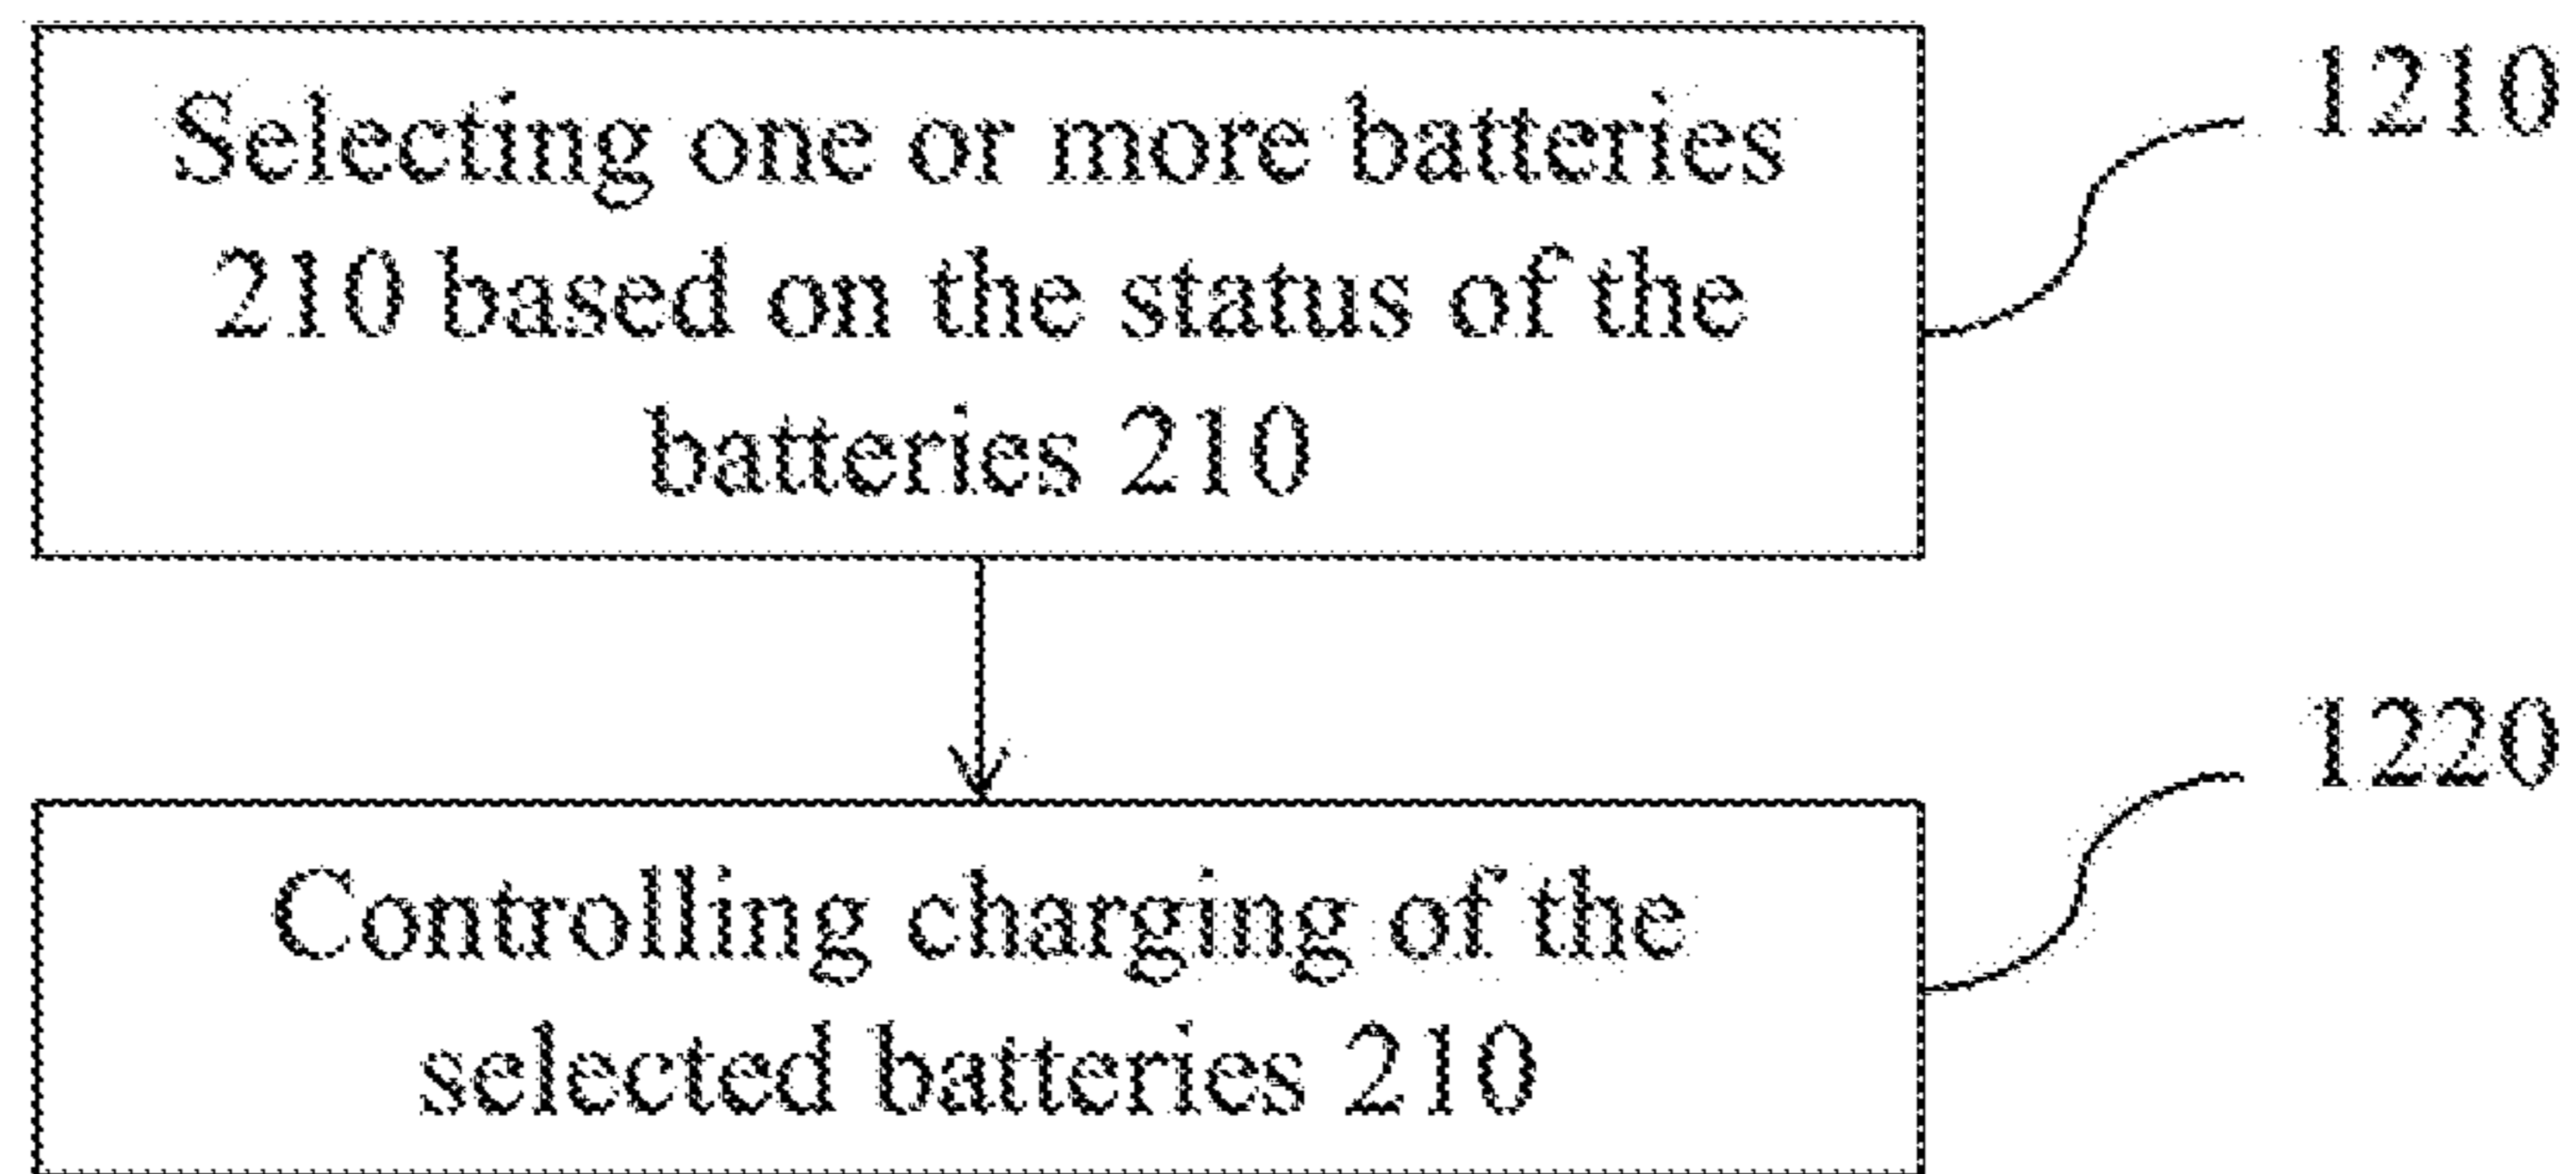 Selecting one or more batteries
210 based on the status of the
batteries 210
1210
Controlling charging of the
selected batteries 210
1220